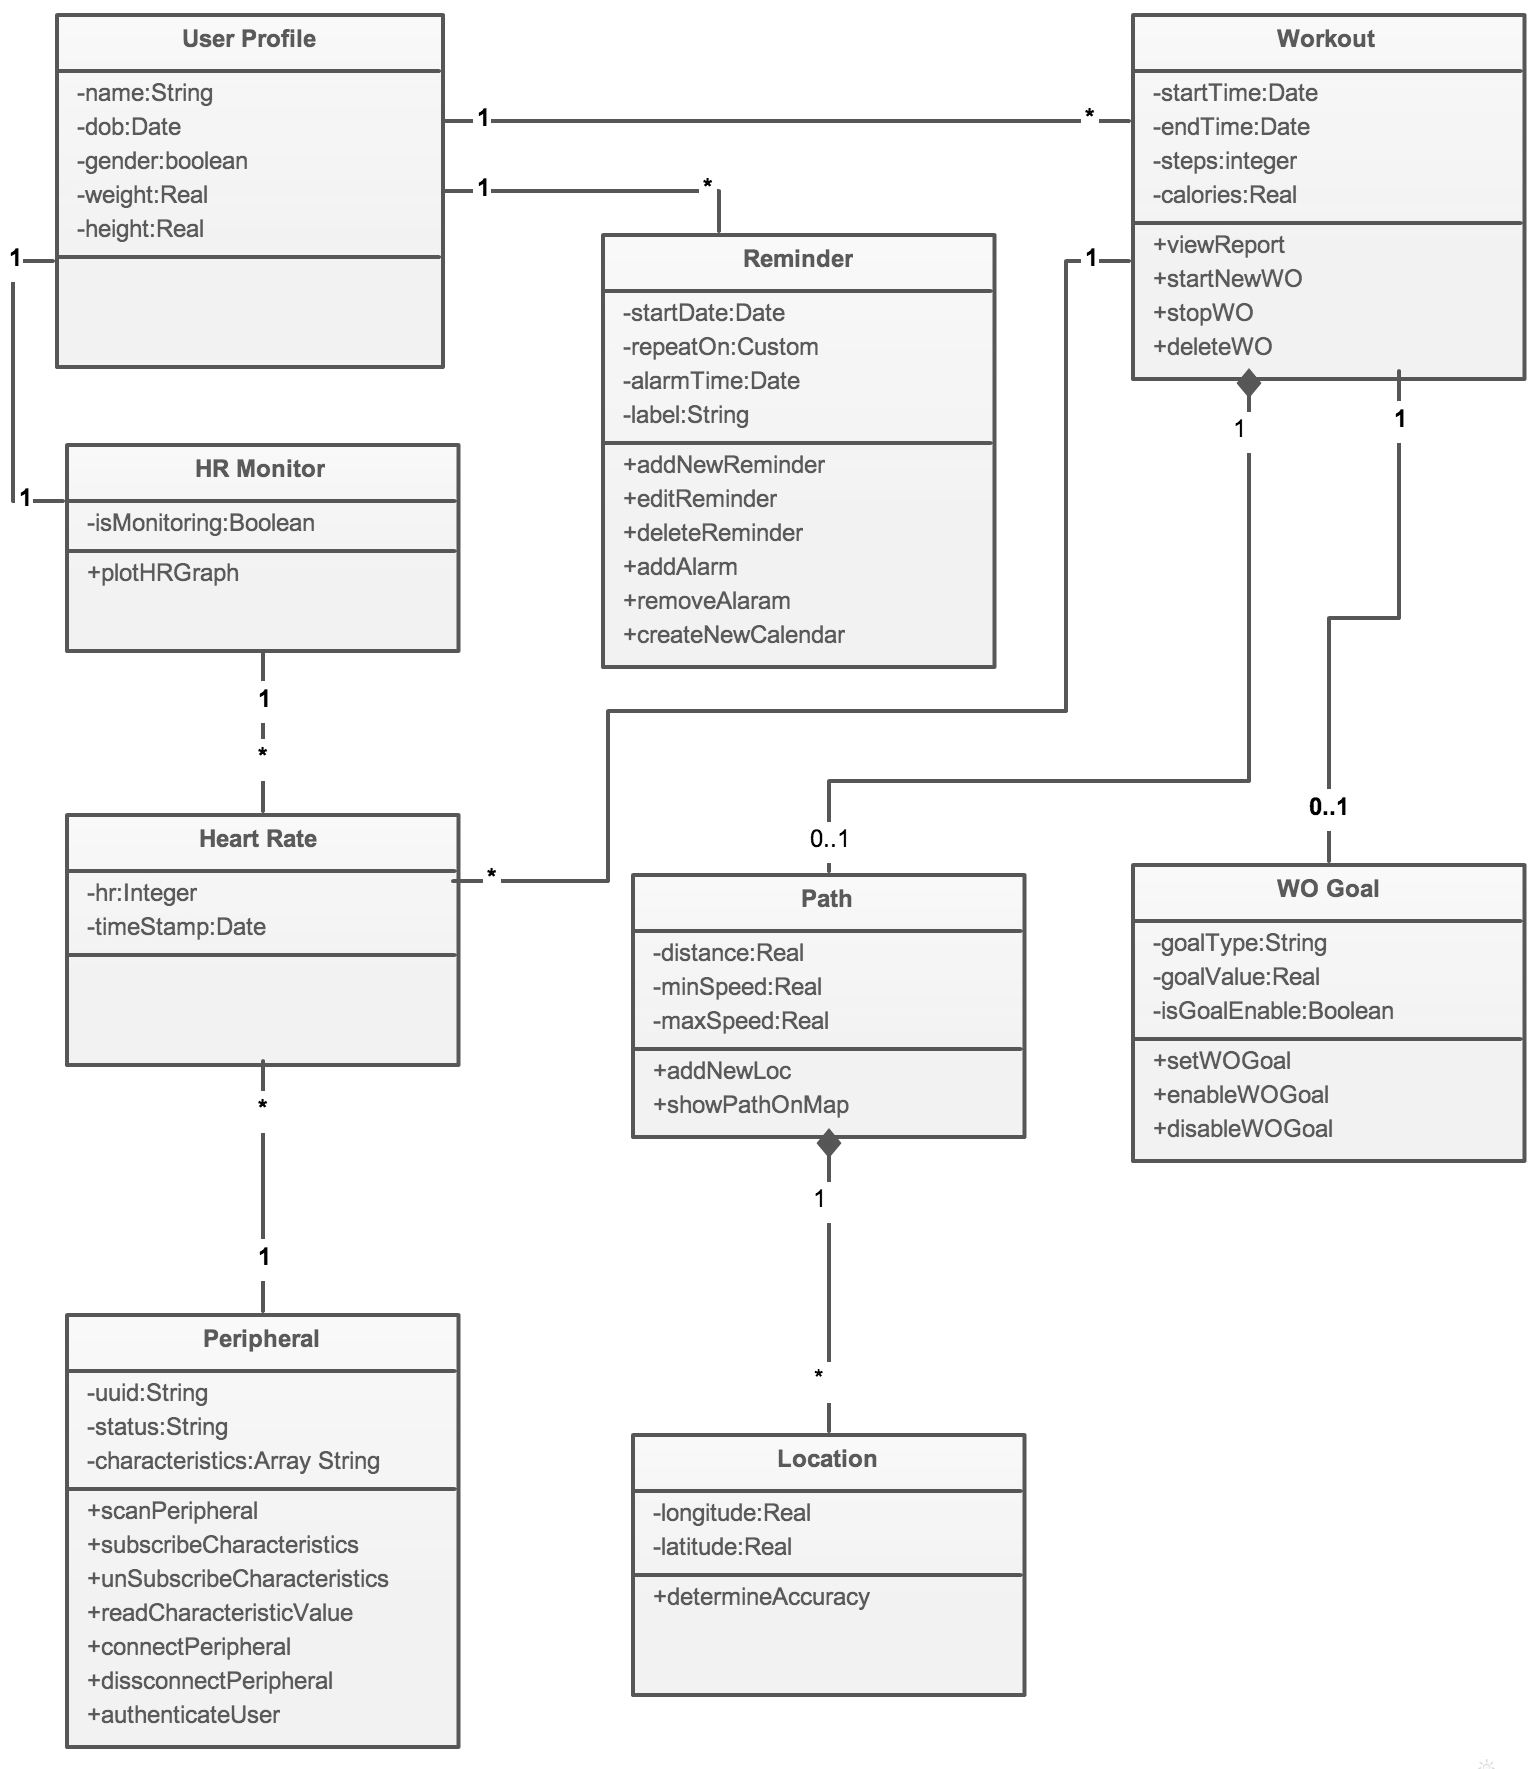 User Profile
-name:String
-dob:Date
-gender:boolean
-weight:Real
-height:Real
1
*
1
*
1
1
Workout
-startTime:Date
-endTime:Date
-steps:integer
-calories:Real
+viewReport
+startNewWO
+stopWO
+deleteWO
1
1
1
Reminder
-startDate:Date
-repeatOn:Custom
-alarmTime:Date
-label:String
+addNewReminder
+editReminder
+deleteReminder
+addAlarm
+removeAlaram
+createNewCalendar
HR Monitor
-isMonitoring:Boolean
+plotHRGraph
1
*
Heart Rate
-hr:Integer
-timeStamp:Date
*
*
1
0..1
Path
-distance:Real
-minSpeed:Real
-maxSpeed:Real
+addNewLoc
+showPathOnMap
1
*
0..1
WO Goal
-goalType:String
-goalValue:Real
-isGoalEnable:Boolean
+setWOGoal
+enableWOGoal
+disableWOGoal
Peripheral
-uuid:String
-status:String
-characteristics:Array String
+scanPeripheral
+subscribeCharacteristics
+unSubscribeCharacteristics
+readCharacteristicValue
+connectPeripheral
+dissconnectPeripheral
+authenticateUser
Location
-longitude:Real
-latitude:Real
+determineAccuracy